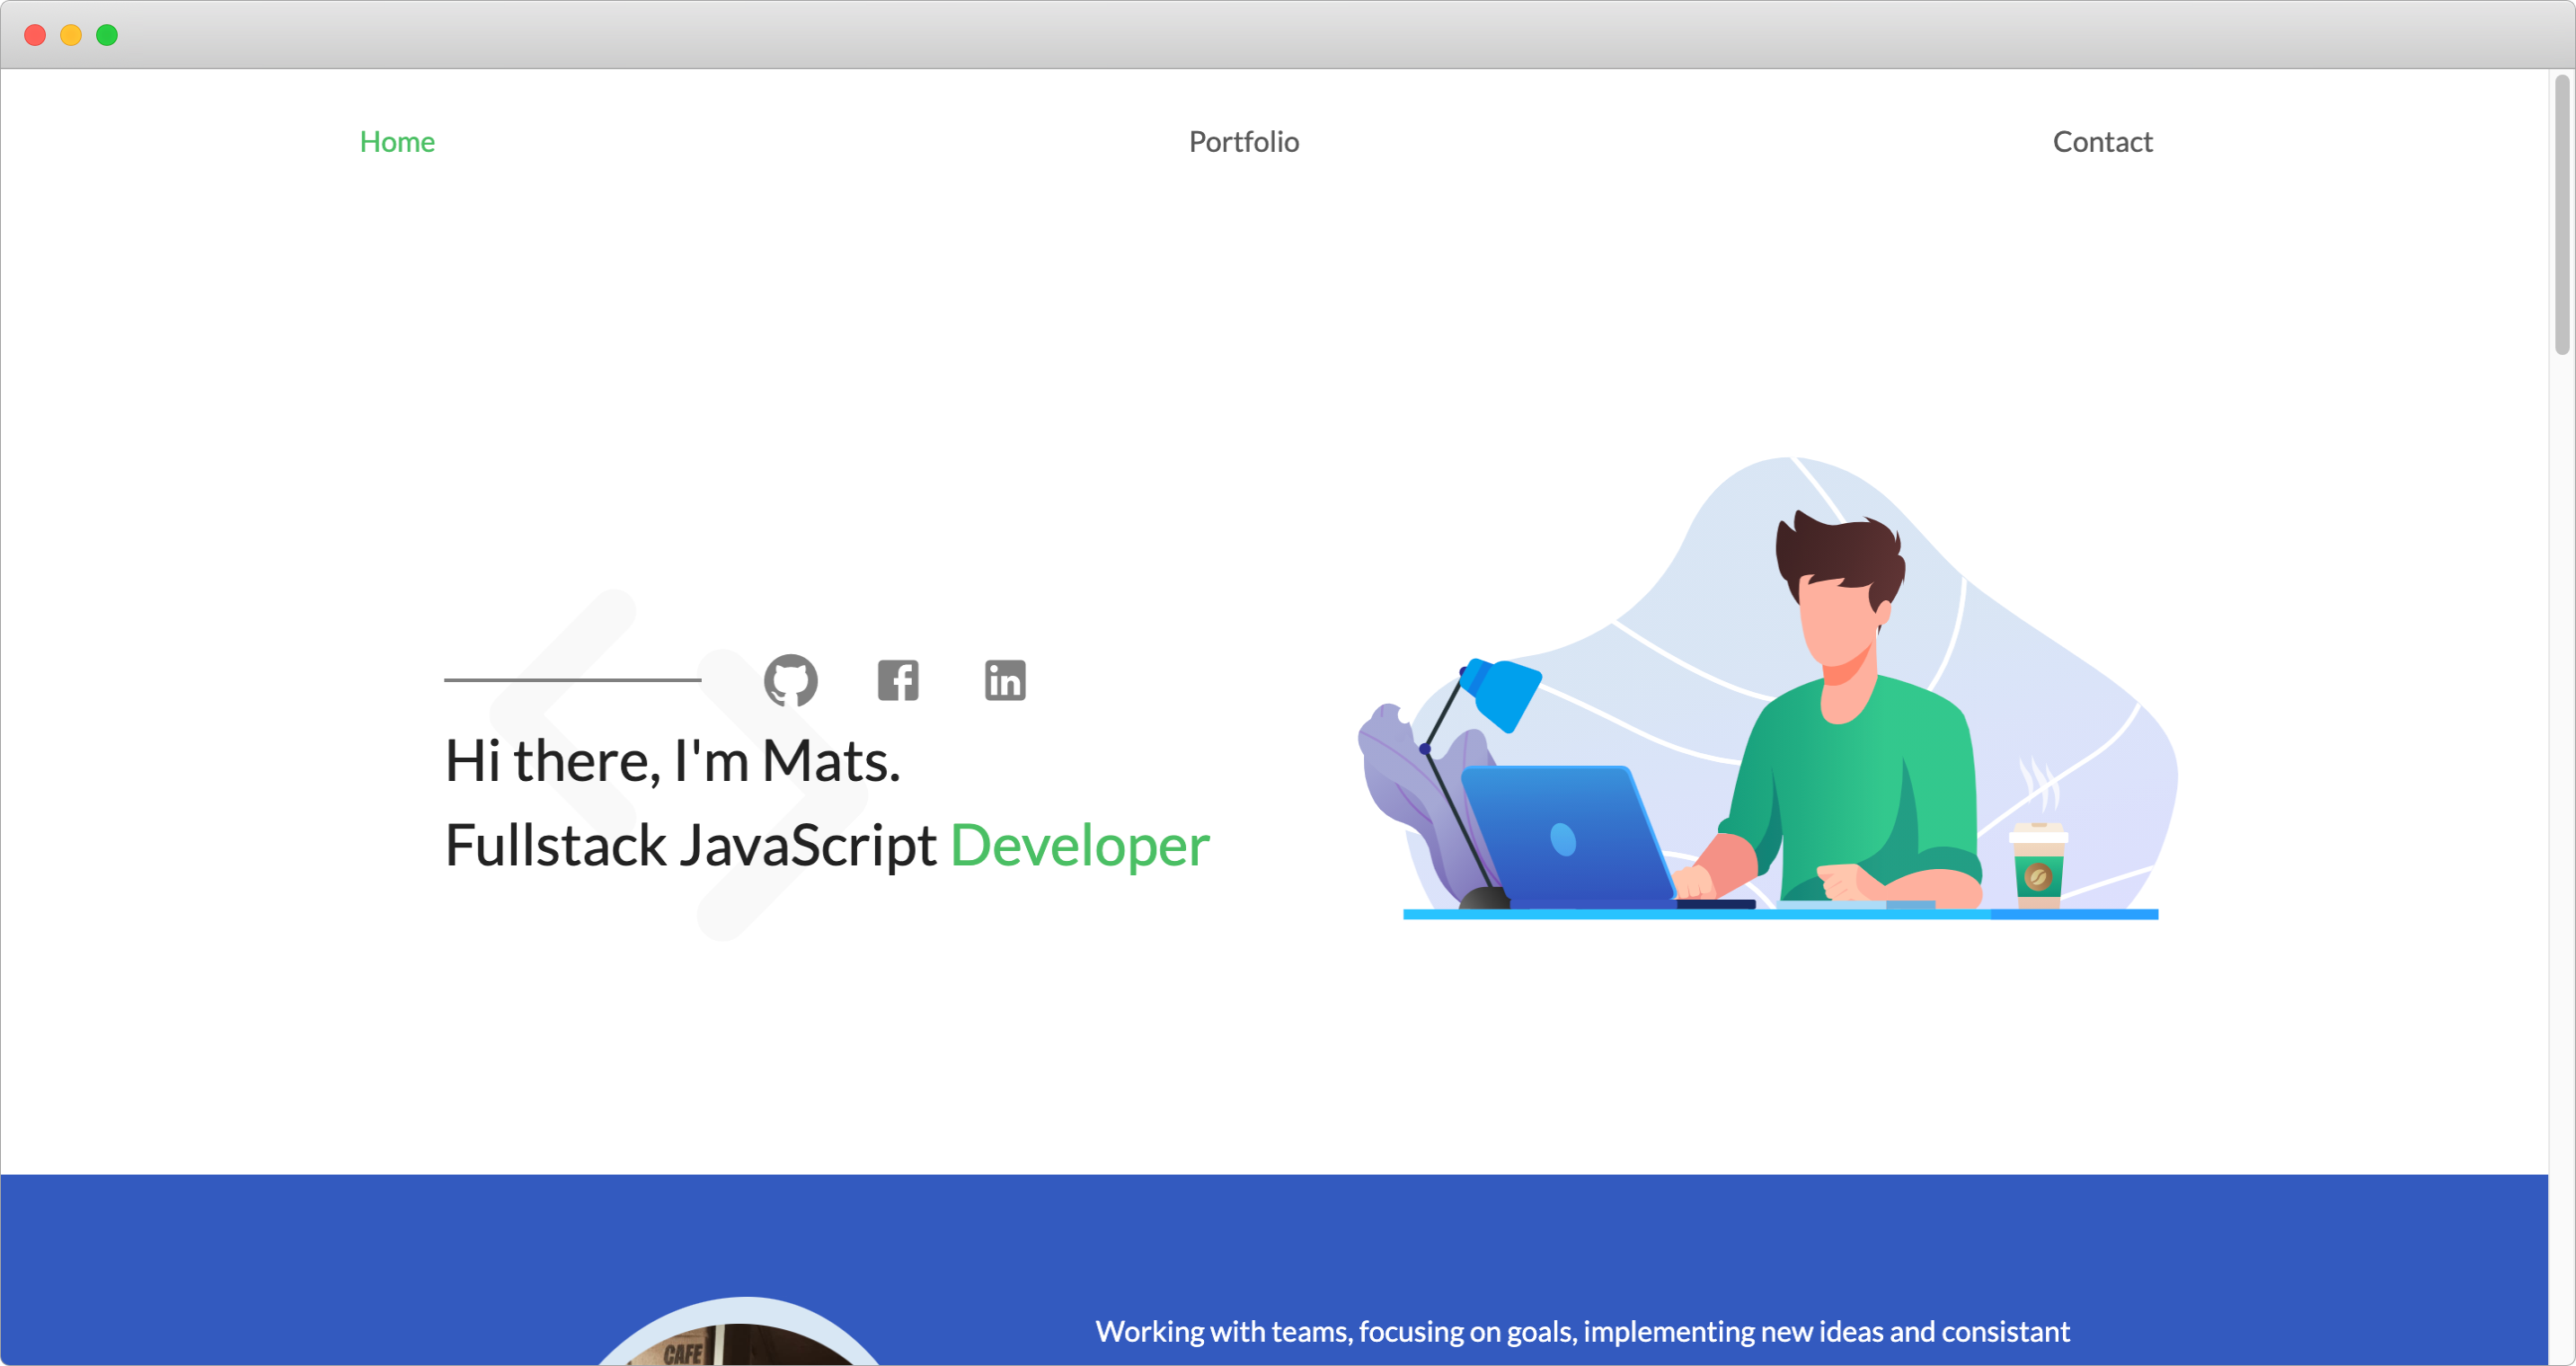 Home
Portfolio
Contact
Hi there, I'm Mats.
Fullstack JavaScript Developer
Working with teams, focusing on goals, implementing new ideas and consistant
CAFE